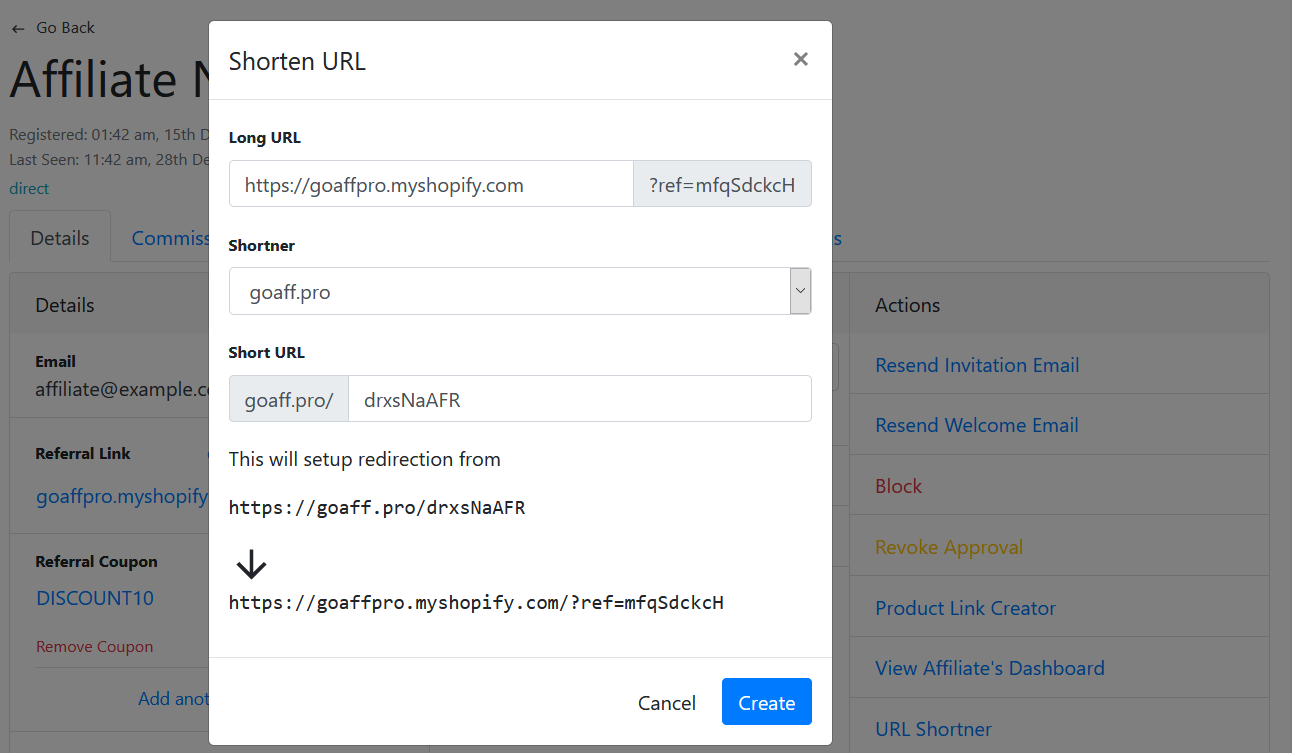 ← Go Back
Affiliate
Registered: 01:42 am, 15th
Last Seen: 11:42 am, 28th
direct
Details
Shorten URL
×
Long URL
https://goaffpro.myshopify.com ?ref=mfqSdckcH
Shortner
goaff.pro
Short URL
goaff.pro/ drxsNaAFR
This will setup redirection from
https://goaff.pro/drxsNaAFR
↓
https://goaffpro.myshopify.com/?ref=mfqSdckcH
Cancel Create
Details
Email
affiliate@example.c
Referral Link
goaffpro.myshopify
Referral Coupon
DISCOUNT10
Remove Coupon
Add
Actions
Resend Invitation Email
Resend Welcome Email
Block
Revoke Approval
Product Link Creator
View Affiliate's Dashboard
URL Shortner